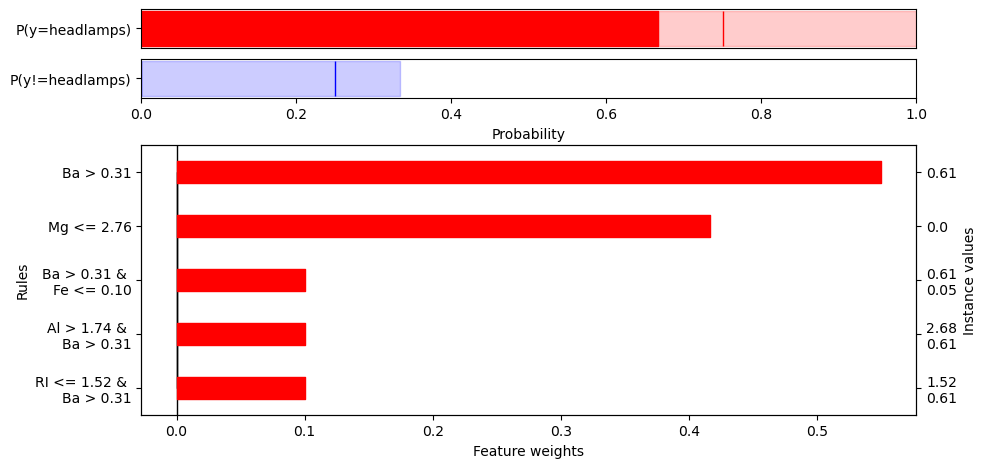 P(y=headlamps)
P(y!=headlamps)
0.0 0.2 0.4 0.6 0.8 1.0
Probability
Rules
Ba > 0.31
Mg <= 2.76
Ba > 0.31 &
Fe <= 0.10
Al > 1.74 &
Ba > 0.31
RI <= 1.52 &
Ba > 0.31
0.61
0.0
0.61
0.05
2.68
0.61
1.52
0.61
Instance values
0.0 0.1 0.2 0.3 0.4 0.5
Feature weights